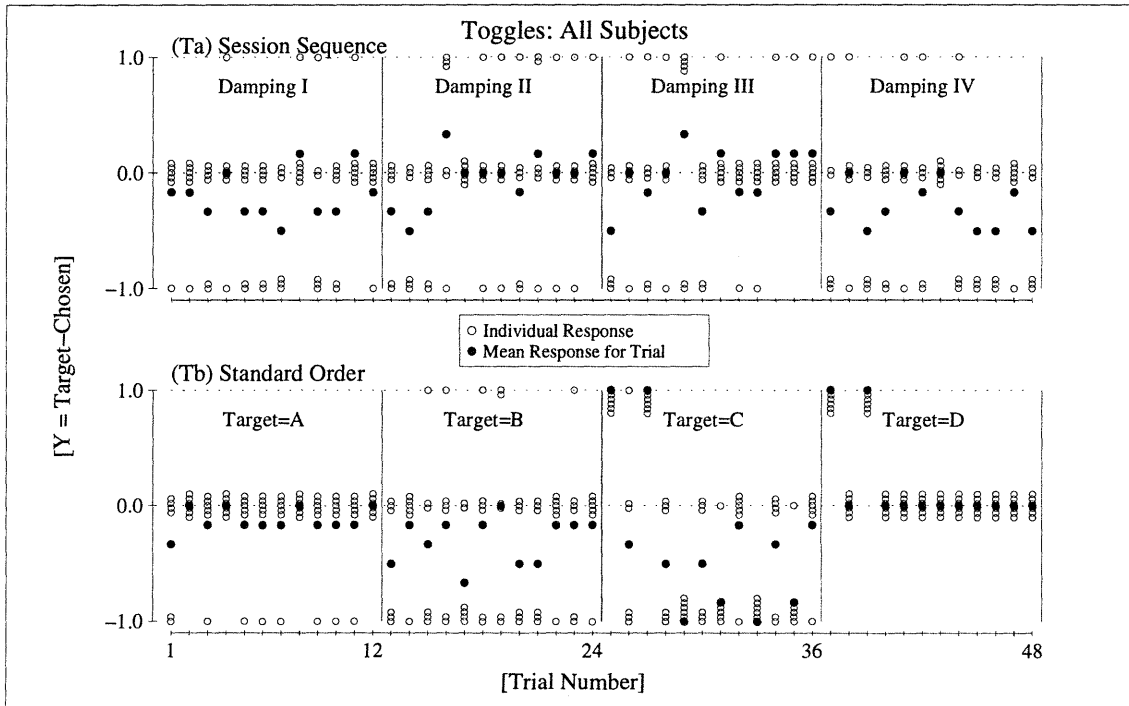 Toggles: All Subjects
(Ta) Session Sequence
1.0
Damping I
Damping II
Damping III
Damping IV
0.0
−1.0
[Y = Target−Chosen]
○ Individual Response
● Mean Response for Trial
(Tb) Standard Order
1.0
Target=A
Target=B
Target=C
Target=D
0.0
−1.0
1
12
24
36
48
[Trial Number]